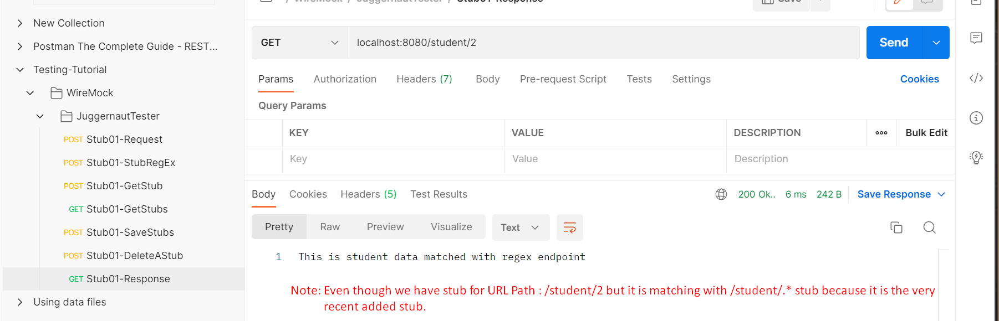 / WireMock / JuggernautTester / Stub01-Response
Save
New Collection
Postman The Complete Guide - REST...
Testing-Tutorial
WireMock
JuggernautTester
POST Stub01-Request
POST Stub01-StubRegEx
POST Stub01-GetStub
GET Stub01-GetStubs
POST Stub01-SaveStubs
POST Stub01-DeleteAStub
GET Stub01-Response
Using data files
GET localhost:8080/student/2 Send
Params Authorization Headers (7) Body Pre-request Script Tests Settings Cookies
Query Params
KEY VALUE DESCRIPTION ooo Bulk Edit
Key Value Description
Body Cookies Headers (5) Test Results 200 Ok.. 6 ms 242 B Save Response
Pretty Raw Preview Visualize Text
1 This is student data matched with regex endpoint
Note: Even though we have stub for URL Path : /student/2 but it is matching with /student/.* stub because it is the very
recent added stub.